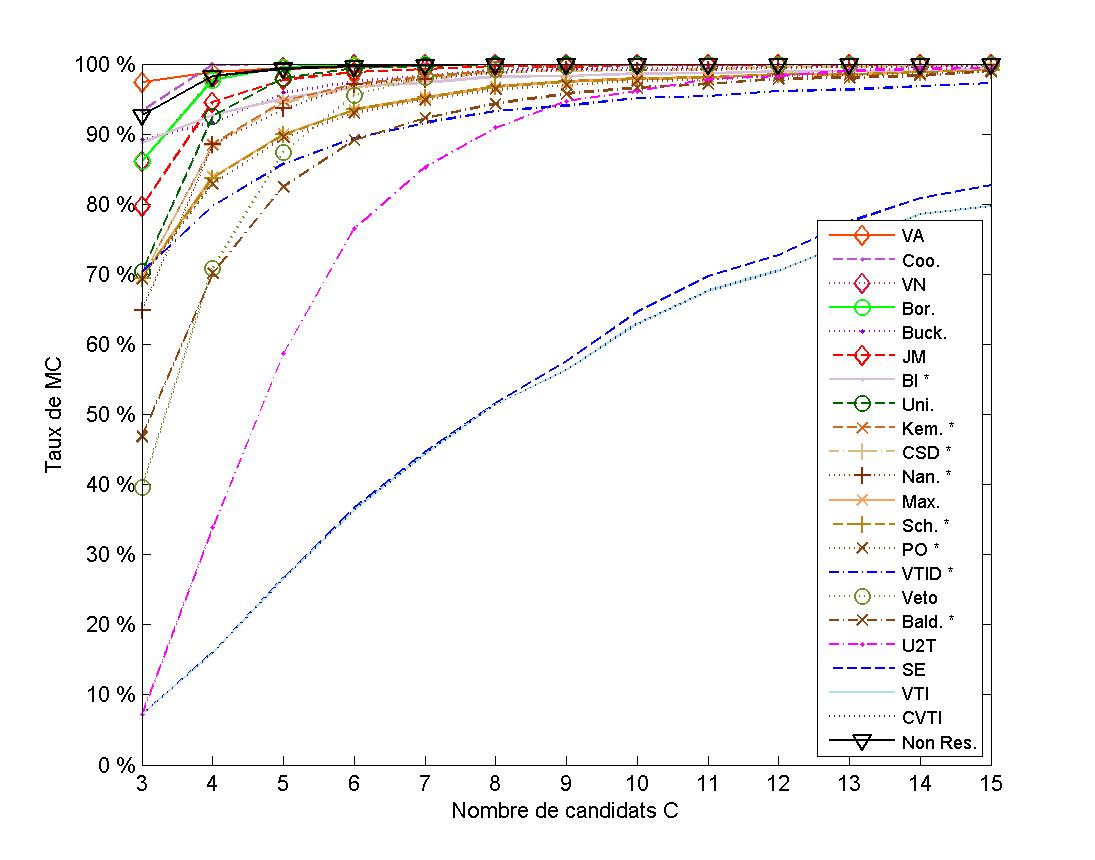 100 %
90 %
80 %
70 %
60 %
50 %
40 %
30 %
20 %
10 %
0 %
Taux de MC
3 4 5 6 7 8 9 10 11 12 13 14 15
Nombre de candidats C
VA
Coo.
VN
Bor.
Buck.
JM
BI *
Uni.
Kem. *
CSD *
Nan. *
Max.
Sch. *
PO *
VTID *
Veto
Bald. *
U2T
SE
VTI
CVTI
Non Res.